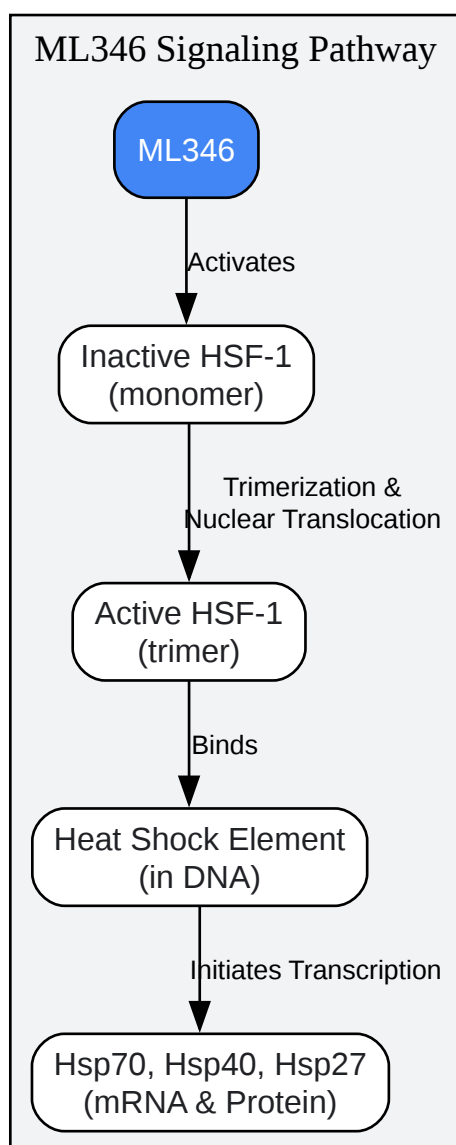 ML346 Signaling Pathway
ML346
Activates
Inactive HSF-1
(monomer)
Trimerization &
Nuclear Translocation
Active HSF-1
(trimer)
Binds
Heat Shock Element
(in DNA)
Initiates Transcription
Hsp70, Hsp40, Hsp27
(mRNA & Protein)